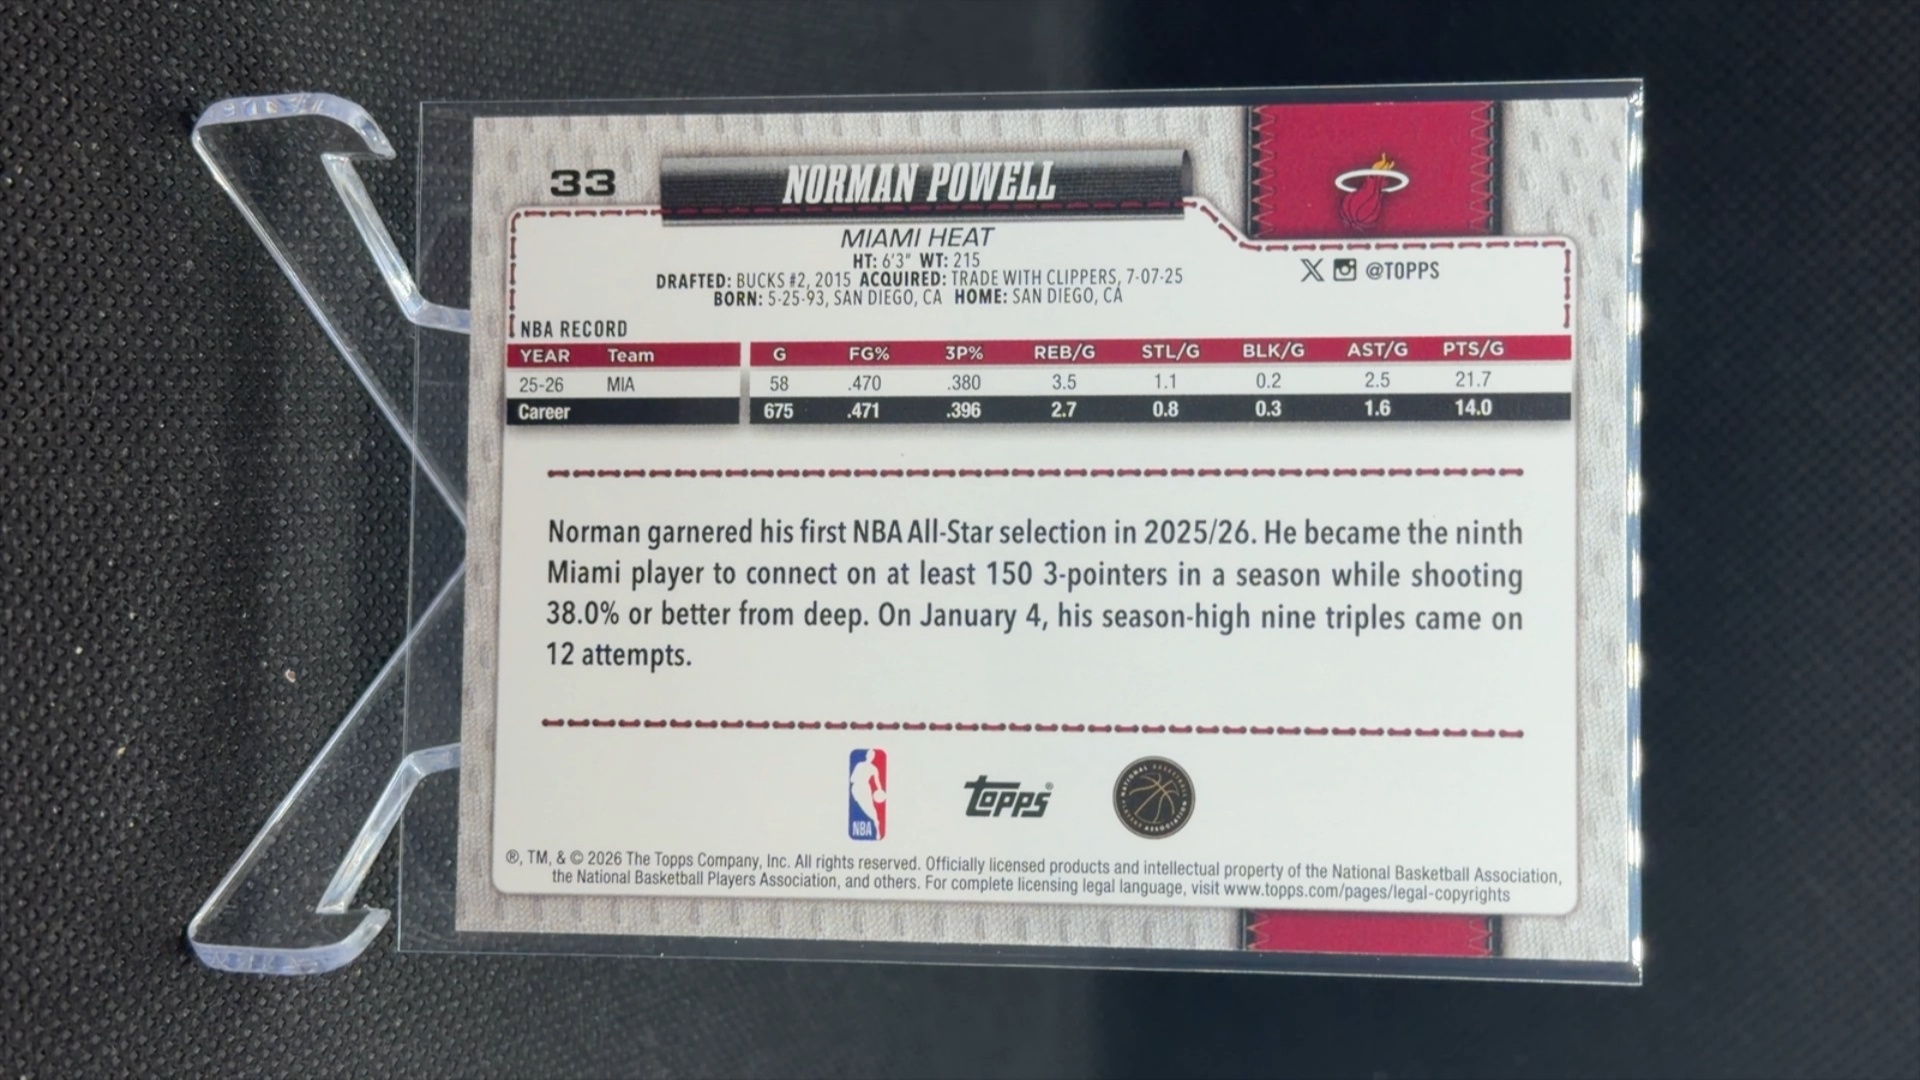 33
NORMAN POWELL
MIAMI HEAT
HT: 6'3" WT: 215
DRAFTED: BUCKS #2, 2015 ACQUIRED: TRADE WITH CLIPPERS, 7-07-25
BORN: 5-25-93, SAN DIEGO, CA HOME: SAN DIEGO, CA
X @TOPPS
NBA RECORD
YEAR Team G FG% 3P% REB/G STL/G BLK/G AST/G PTS/G
25-26 MIA 58 .470 .380 3.5 1.1 0.2 2.5 21.7
Career 675 .471 .396 2.7 0.8 0.3 1.6 14.0
Norman garnered his first NBA All-Star selection in 2025/26. He became the ninth
Miami player to connect on at least 150 3-pointers in a season while shooting
38.0% or better from deep. On January 4, his season-high nine triples came on
12 attempts.
NBA
Topps®
®, TM, & © 2026 The Topps Company, Inc. All rights reserved. Officially licensed products and intellectual property of the National Basketball Association,
the National Basketball Players Association, and others. For complete licensing legal language, visit www.topps.com/pages/legal-copyrights